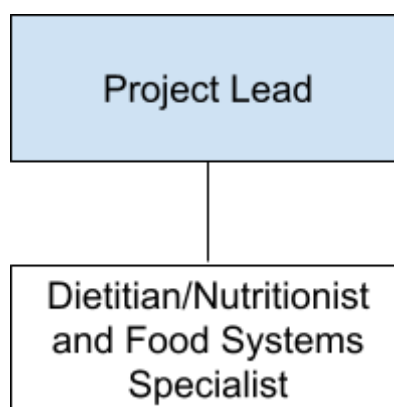 Project Lead
Dietitian/Nutritionist
and Food Systems
Specialist